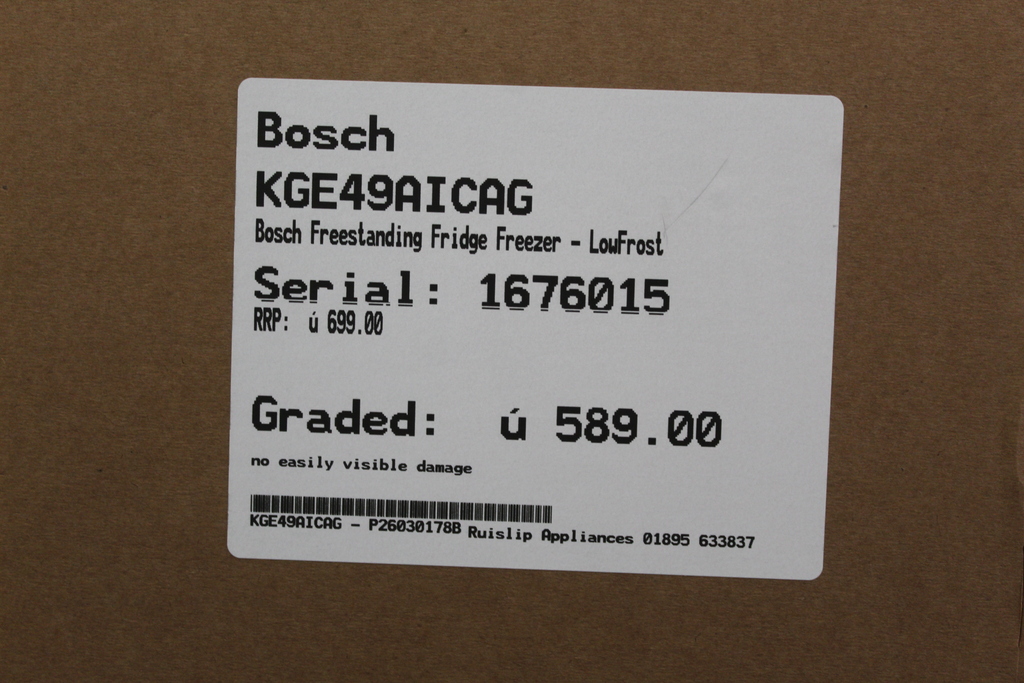 Bosch
KGE49AICAG
Bosch Freestanding Fridge Freezer - LowFrost
Serial: 1676015
RRP: ú 699.00
Graded: ú 589.00
no easily visible damage
KGE49AICAG - P26030178B Ruislip Appliances 01895 633837